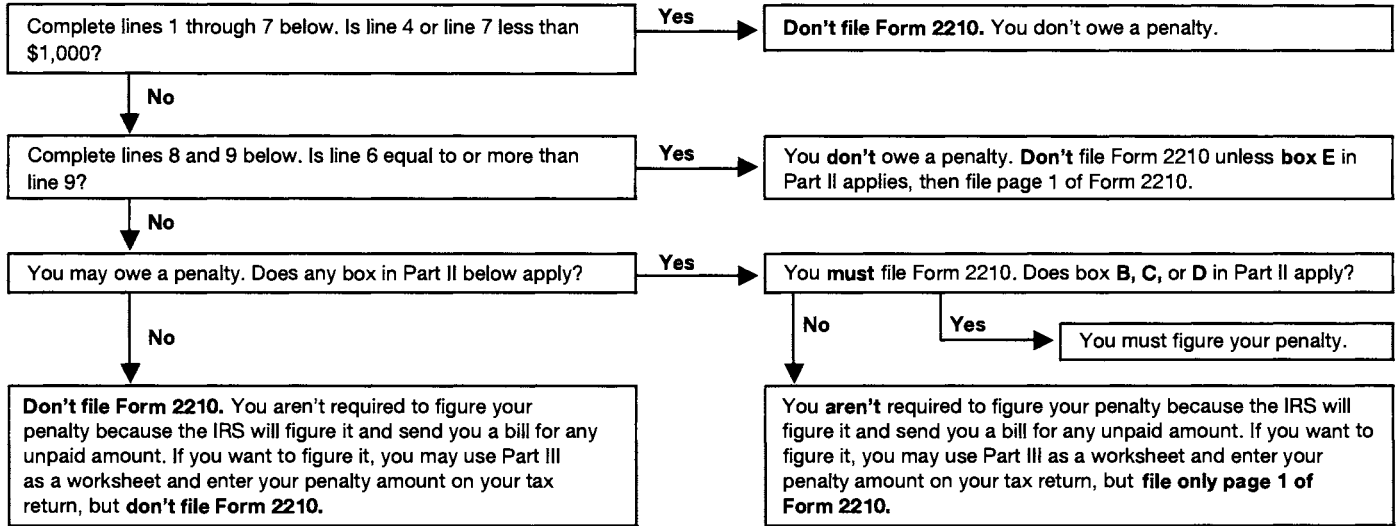 Complete lines 1 through 7 below. Is line 4 or line 7 less than
$1,000?
Yes
Don't file Form 2210. You don't owe a penalty.
No
Complete lines 8 and 9 below. Is line 6 equal to or more than
line 9?
Yes
You don't owe a penalty. Don't file Form 2210 unless box E in
Part II applies, then file page 1 of Form 2210.
No
You may owe a penalty. Does any box in Part II below apply?
Yes
You must file Form 2210. Does box B, C, or D in Part II apply?
No
Yes
You must figure your penalty.
No
Don't file Form 2210. You aren't required to figure your
penalty because the IRS will figure it and send you a bill for any
unpaid amount. If you want to figure it, you may use Part III
as a worksheet and enter your penalty amount on your tax
return, but don't file Form 2210.
You aren't required to figure your penalty because the IRS will
figure it and send you a bill for any unpaid amount. If you want to
figure it, you may use Part III as a worksheet and enter your
penalty amount on your tax return, but file only page 1 of
Form 2210.